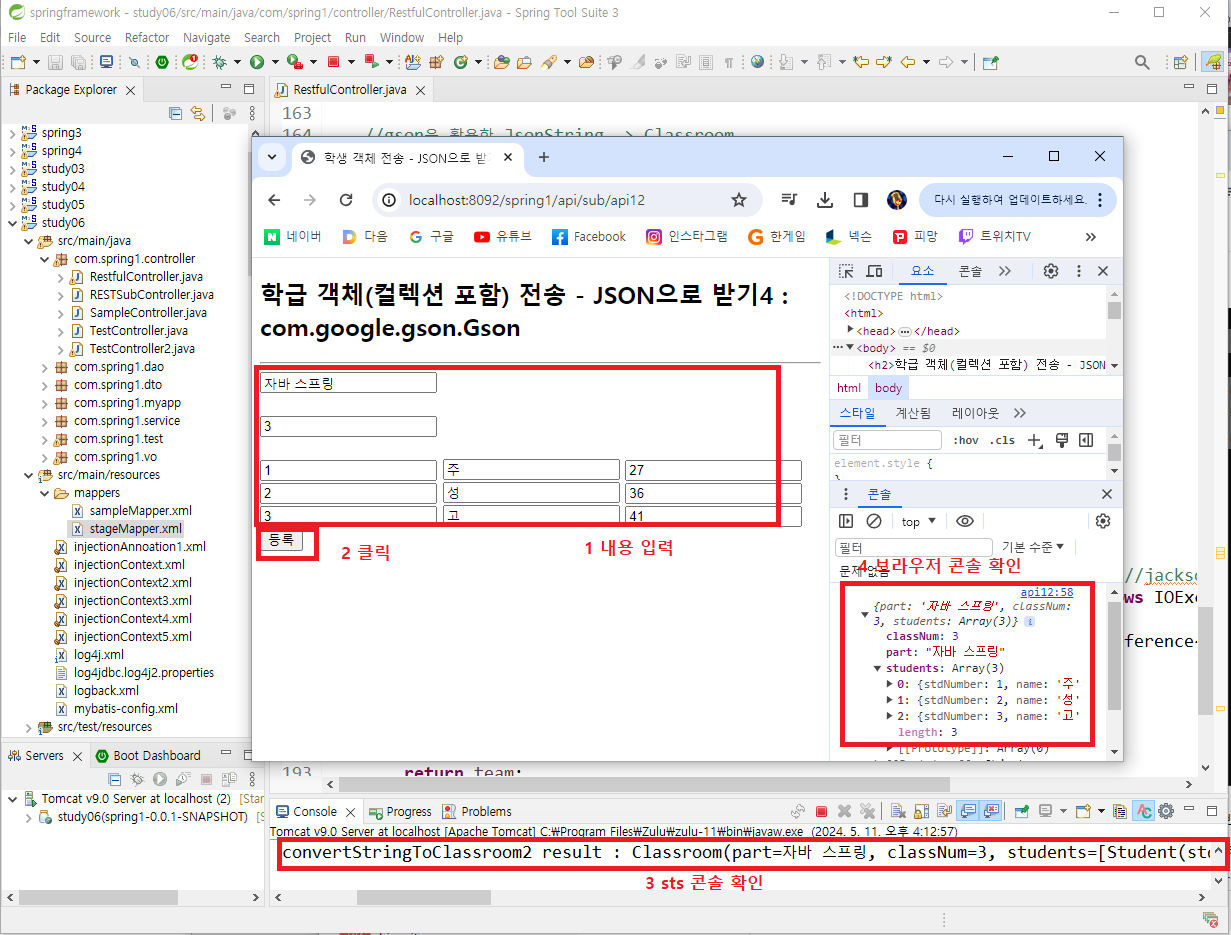 springframework - study06/src/main/java/com/spring1/controller/RestfulController.java - Spring Tool Suite 3
File Edit Source Refactor Navigate Search Project Run Window Help
Package Explorer
spring3
spring4
study03
study04
study05
study06
src/main/java
com.spring1.controller
RestfulController.java
RESTSubController.java
SampleController.java
TestController.java
TestController2.java
com.spring1.dao
com.spring1.dto
com.spring1.myapp
com.spring1.service
com.spring1.test
com.spring1.vo
src/main/resources
mappers
sampleMapper.xml
stageMapper.xml
injectionAnnoation1.xml
injectionContext.xml
injectionContext2.xml
injectionContext3.xml
injectionContext4.xml
injectionContext5.xml
log4j.xml
log4jdbc.log4j2.properties
logback.xml
mybatis-config.xml
src/test/resources
Servers Boot Dashboard
Tomcat v9.0 Server at localhost (2) [Star
study06(spring1-0.0.1-SNAPSHOT) [S
RestfulController.java
163
164 //gson을 활용한 JsonString -> Classroom
학생 객체 전송 - JSON으로 받기
localhost:8092/spring1/api/sub/api12
다시 실행하여 업데이트하세요.
네이버 다음 구글 유튜브 Facebook 인스타그램 한게임 넥슨 피망 트위치TV
학급 객체(컬렉션 포함) 전송 - JSON으로 받기4 :
com.google.gson.Gson
자바 스프링
3
1 주 27
2 성 36
3 고 41
등록
2 클릭
1 내용 입력
요소 콘솔
<!DOCTYPE html>
<html>
<head> </head>
<body> == $0
<h2>학급 객체(컬렉션 포함) 전송 - JSON
html body
스타일 계산됨 레이아웃
필터 :hov .cls
element.style {
}
콘솔
top
필터 기본 수준
문제 없음
4 브라우저 콘솔 확인
api12:58
{part: '자바 스프링', classNum:
3, students: Array(3)}
classNum: 3
part: "자바 스프링"
students: Array(3)
0: {stdNumber: 1, name: '주'
1: {stdNumber: 2, name: '성'
2: {stdNumber: 3, name: '고'
length: 3
[[Prototype]]: Array(0)
//jackso
ws IOExc
ference<
193 return team;
Console Progress Problems
Tomcat v9.0 Server at localhost [Apache Tomcat] C:₩Program Files₩Zulu₩zulu-11₩bin₩javaw.exe (2024. 5. 11. 오후 4:12:57)
convertStringToClassroom2 result : Classroom(part=자바 스프링, classNum=3, students=[Student(std
3 sts 콘솔 확인